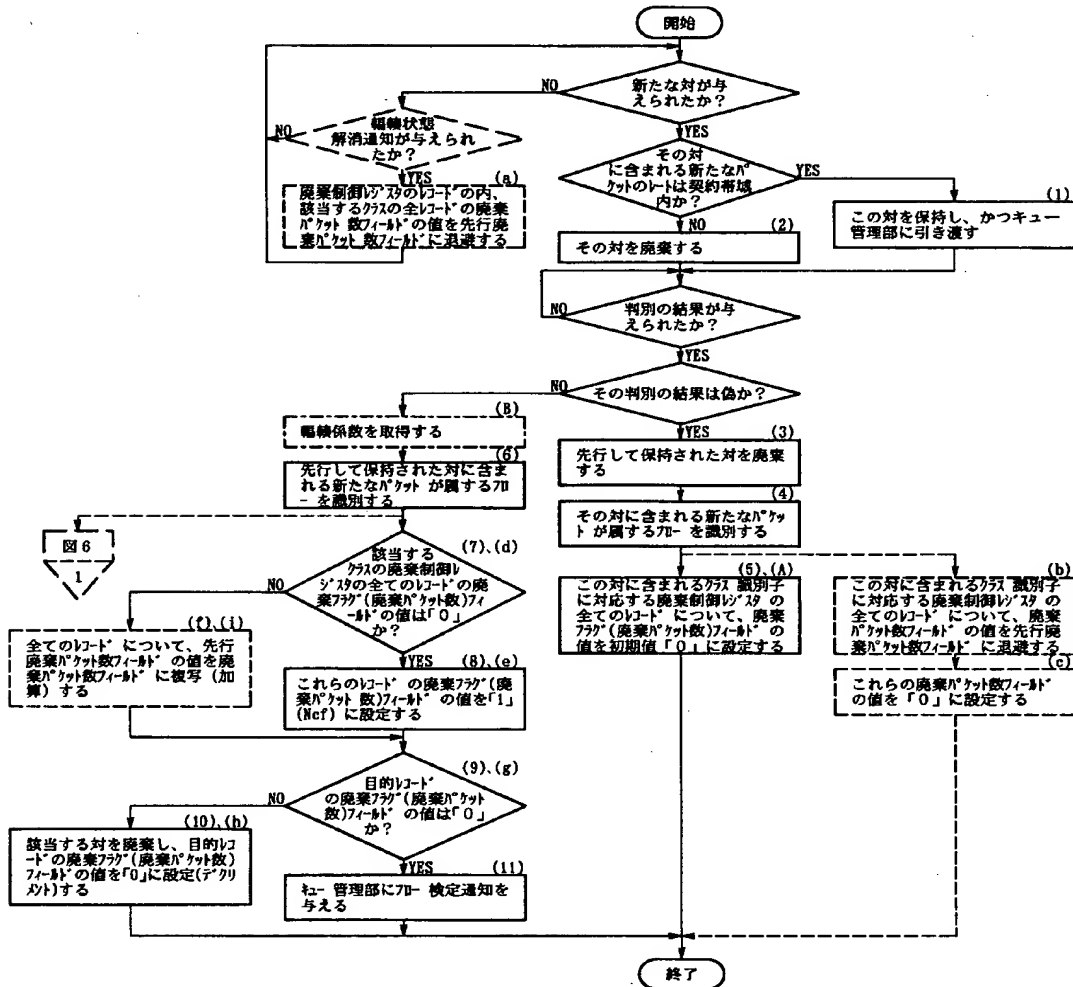 開始
新たな対が与
えられたか？
NO
YES
輻輳状態
解消通知が与えられ
たか？
NO
YES
(a)
廃棄制御レジスタのレコードの内、
該当するクラスの全レコードの廃棄
パケット数フィールドの値を先行廃
棄パケット数フィールドに退避する
その対
に含まれる新たなパ
ケットのレートは契約帯域
内か？
YES
NO
(1)
この対を保持し、かつキュー
管理部に引き渡す
(2)
その対を廃棄する
判別の結果が与
えられたか？
NO
YES
その判別の結果は偽か？
NO
YES
(B)
輻輳係数を取得する
(6)
先行して保持された対に含ま
れる新たなパケット が属するフロ
ー を識別する
(3)
先行して保持された対を廃棄
する
(4)
その対に含まれる新たなパケッ
ト が属するフロー を識別する
図6
1
(7)、(d)
該当する
クラスの廃棄制御レ
ジスタの全てのレコードの廃
棄フラグ(廃棄パケット数)フィ
ールドの値は「0」
か？
NO
YES
(5)、(A)
この対に含まれるクラス 識別子
に対応する廃棄制御レジスタ の
全てのレコードについて、廃棄
フラグ(廃棄パケット数)フィールド の
値を初期値「0」に設定する
(b)
この対に含まれるクラス 識別子
に対応する廃棄制御レジスタ の
全てのレコードについて、廃棄
パケット数フィールド の値を先行廃
棄パケット数フィールド に退避する
(c)
これらの廃棄パケット数フィールド
の値を「0」に設定する
(f)、(i)
全てのレコード について、先行
廃棄パケット数フィールド の値を廃
棄パケット数フィールド に複写（加
算）する
(8)、(e)
これらのレコード の廃棄フラグ(廃
棄パケット 数)フィールド の値を「1」
(Ncf) に設定する
(9)、(g)
目的レコード
の廃棄フラグ(廃棄パケット
数)フィールド の値は「0」
か？
NO
YES
(10)、(h)
該当する対を廃棄し、目的レコ
ードの廃棄フラグ(廃棄パケット数)
フィールドの値を「0」に設定(デクリ
メント)する
(11)
キュー 管理部にフロー 検定通知を
与える
終了